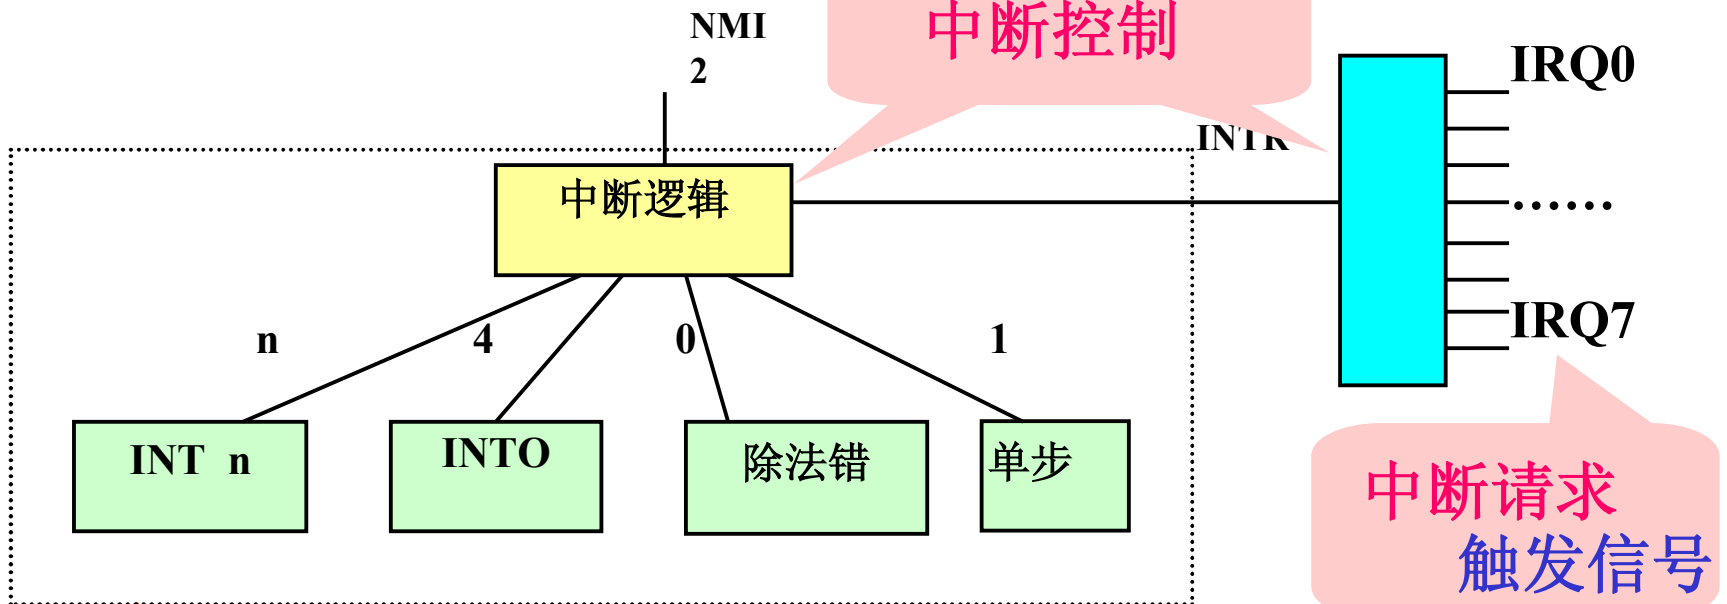 NMI
2
中断控制
IRQ0
INTR
中断逻辑
……
IRQ7
n 4 0 1
INT n
INTO
除法错
单步
中断请求
触发信号